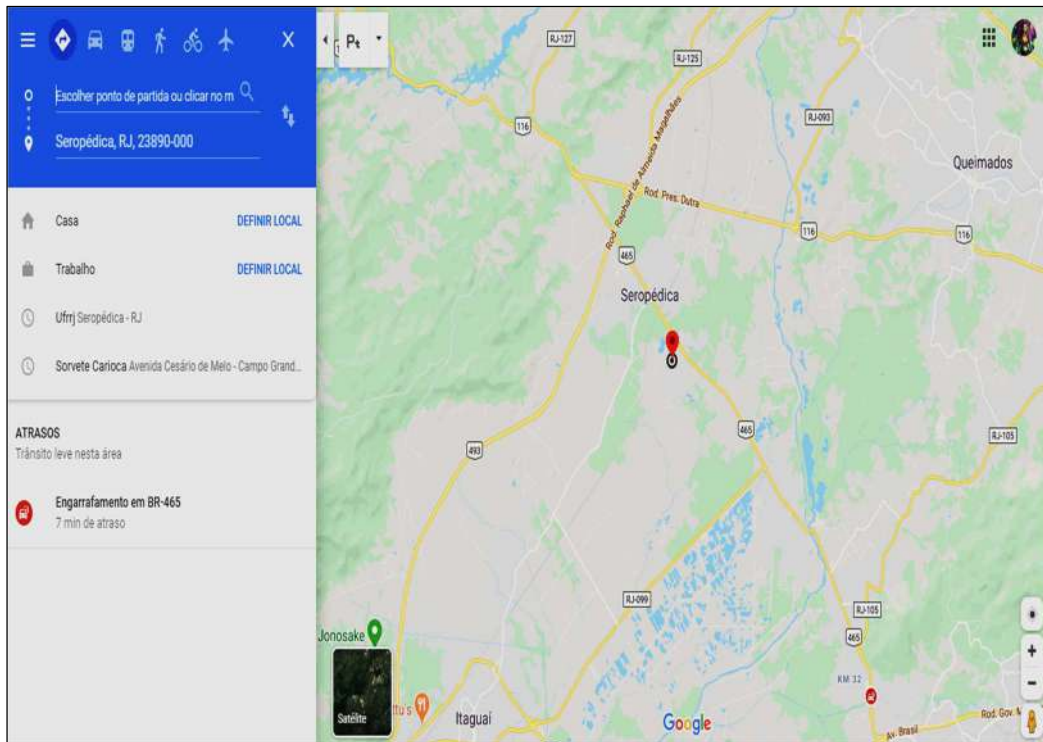 Escolher ponto de partida ou clicar no m
Seropédica, RJ, 23890-000
Casa DEFINIR LOCAL
Trabalho DEFINIR LOCAL
Ufrrj Seropédica - RJ
Sorvete Carioca Avenida Cesário de Melo - Campo Grand...
ATRASOS
Trânsito leve nesta área
Engarrafamento em BR-465
7 min de atraso
RJ-127
RJ-125
116
RJ-093
Queimados
Rod. Raphael de Almeida Magalhães
Rod. Pres. Dutra
116
116
465
Seropédica
465
493
RJ-105
RJ-099
RJ-105
Jonosake
465
KM 32
Satélite
ttu's
Itaguaí
Google
Av. Brasil
Rod. Gov. M